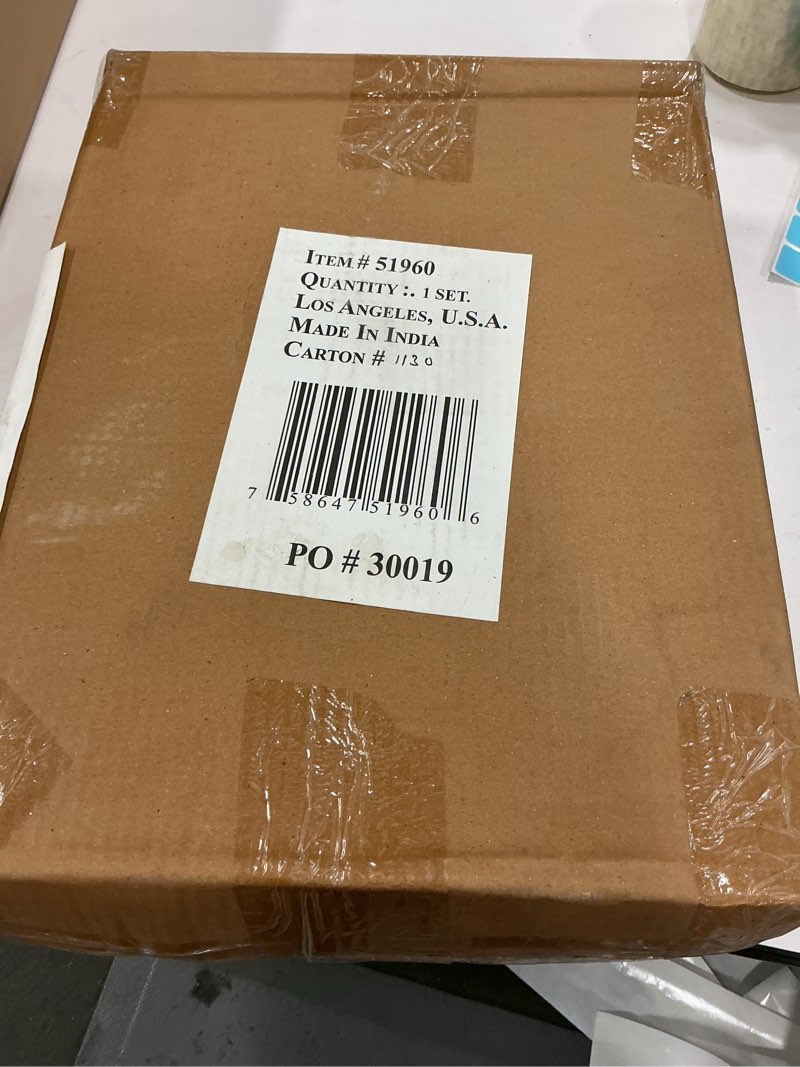 ITEM # 51960
QUANTITY :. 1 SET.
LOS ANGELES, U.S.A.
MADE IN INDIA
CARTON # 1130
7 58647 51960 6
PO # 30019